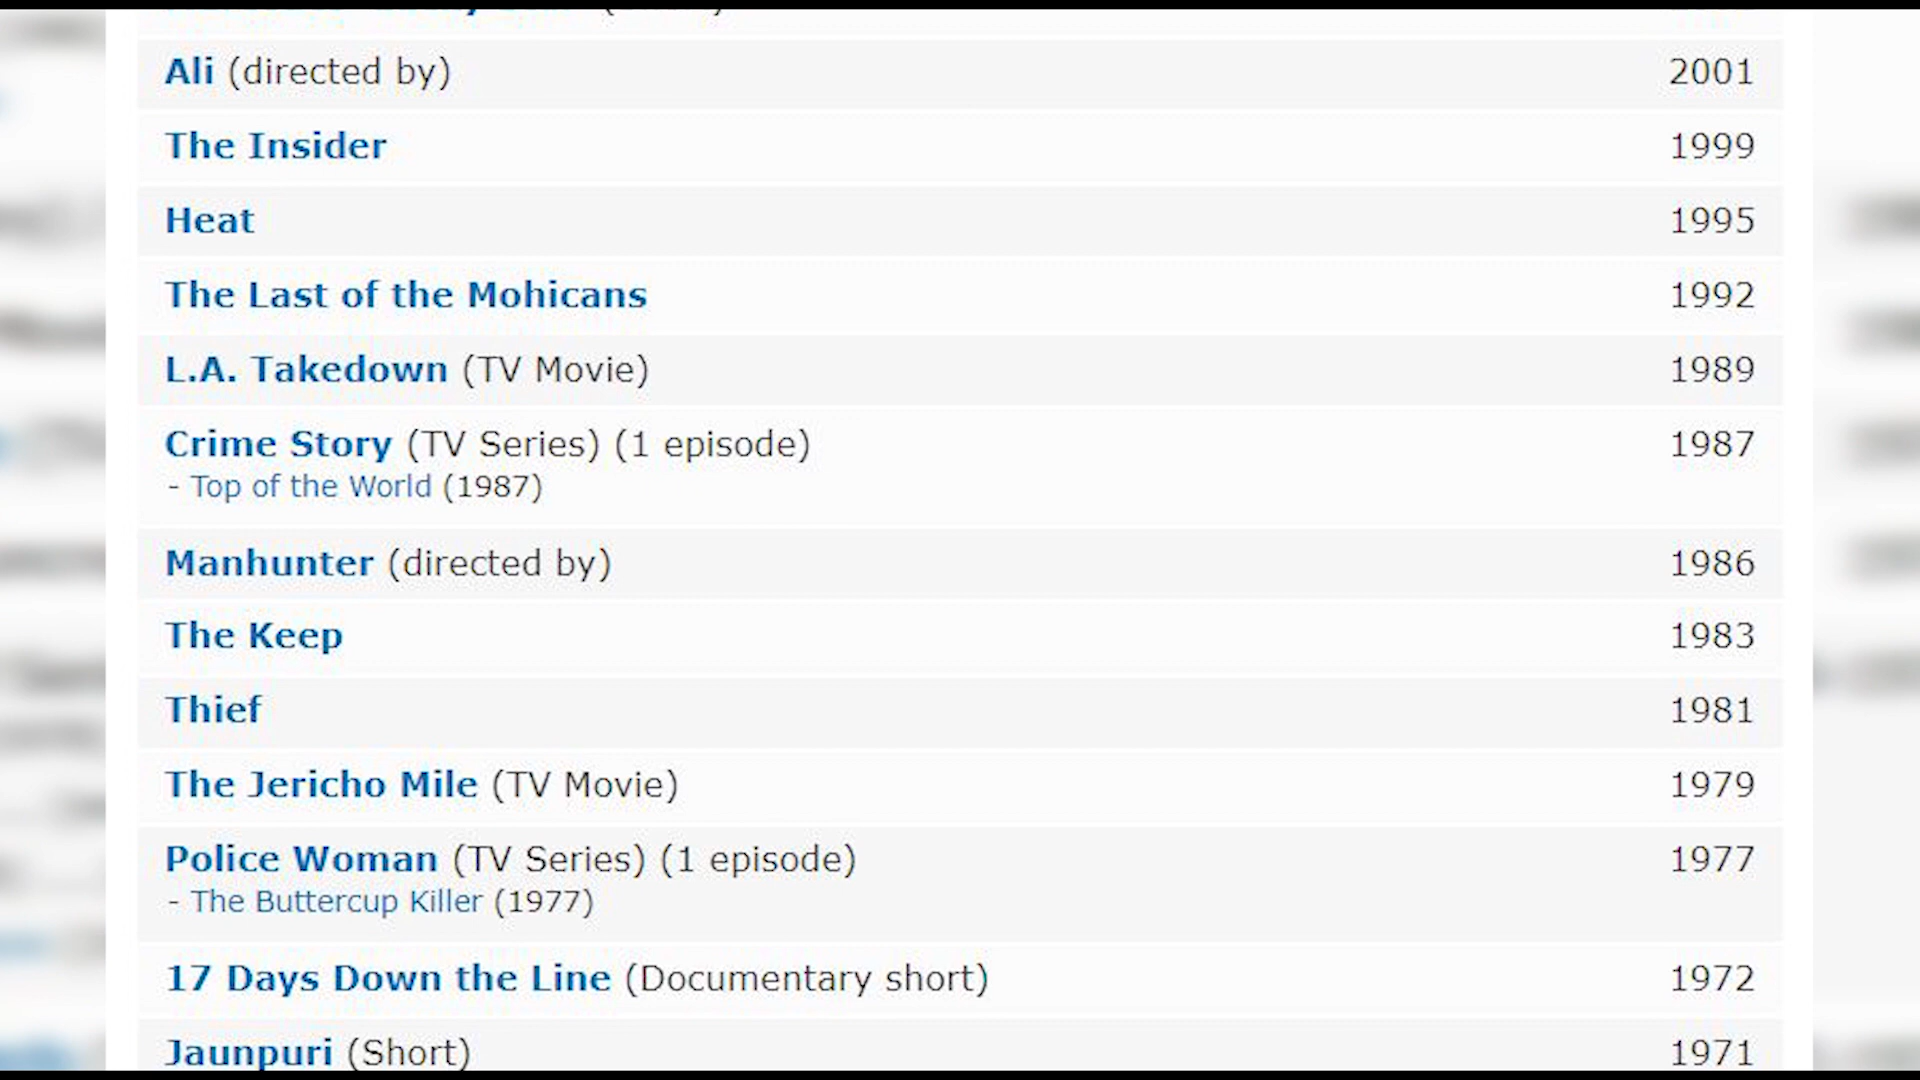 Ali (directed by) 2001
The Insider 1999
Heat 1995
The Last of the Mohicans 1992
L.A. Takedown (TV Movie) 1989
Crime Story (TV Series) (1 episode) 1987
- Top of the World (1987)
Manhunter (directed by) 1986
The Keep 1983
Thief 1981
The Jericho Mile (TV Movie) 1979
Police Woman (TV Series) (1 episode) 1977
- The Buttercup Killer (1977)
17 Days Down the Line (Documentary short) 1972
Jaunpuri (Short) 1971